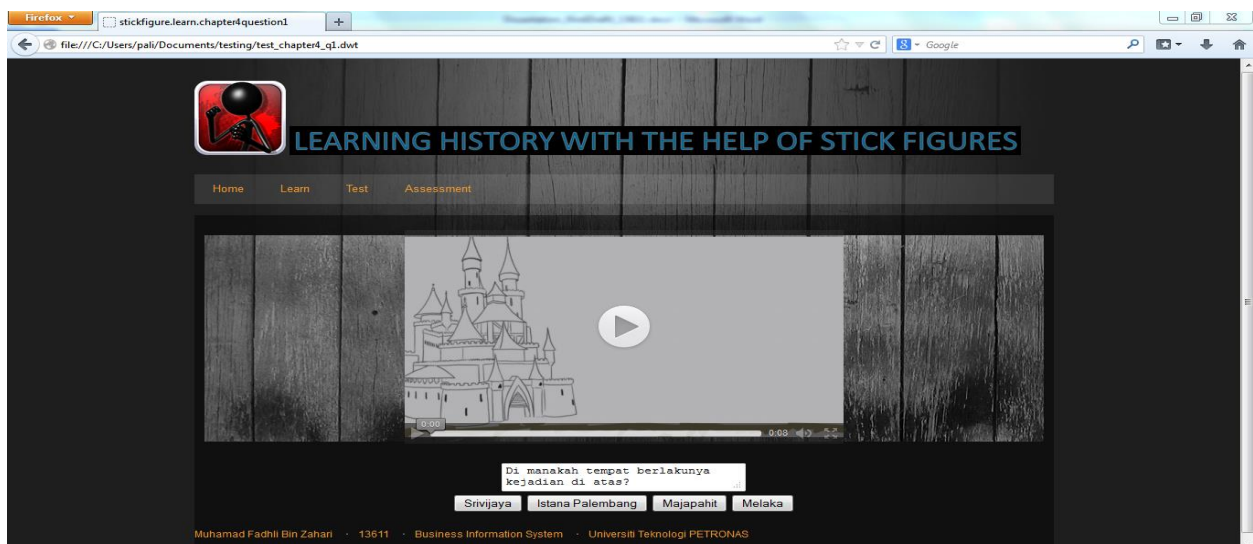 Firefox
stickfigure.learn.chapter4question1
file:///C:/Users/pali/Documents/testing/test_chapter4_q1.dwt
Google
LEARNING HISTORY WITH THE HELP OF STICK FIGURES
Home Learn Test Assessment
0:00
0:08
Di manakah tempat berlakunya
kejadian di atas?
Srivijaya Istana Palembang Majapahit Melaka
Muhamad Fadhli Bin Zahari · 13611 · Business Information System · Universiti Teknologi PETRONAS